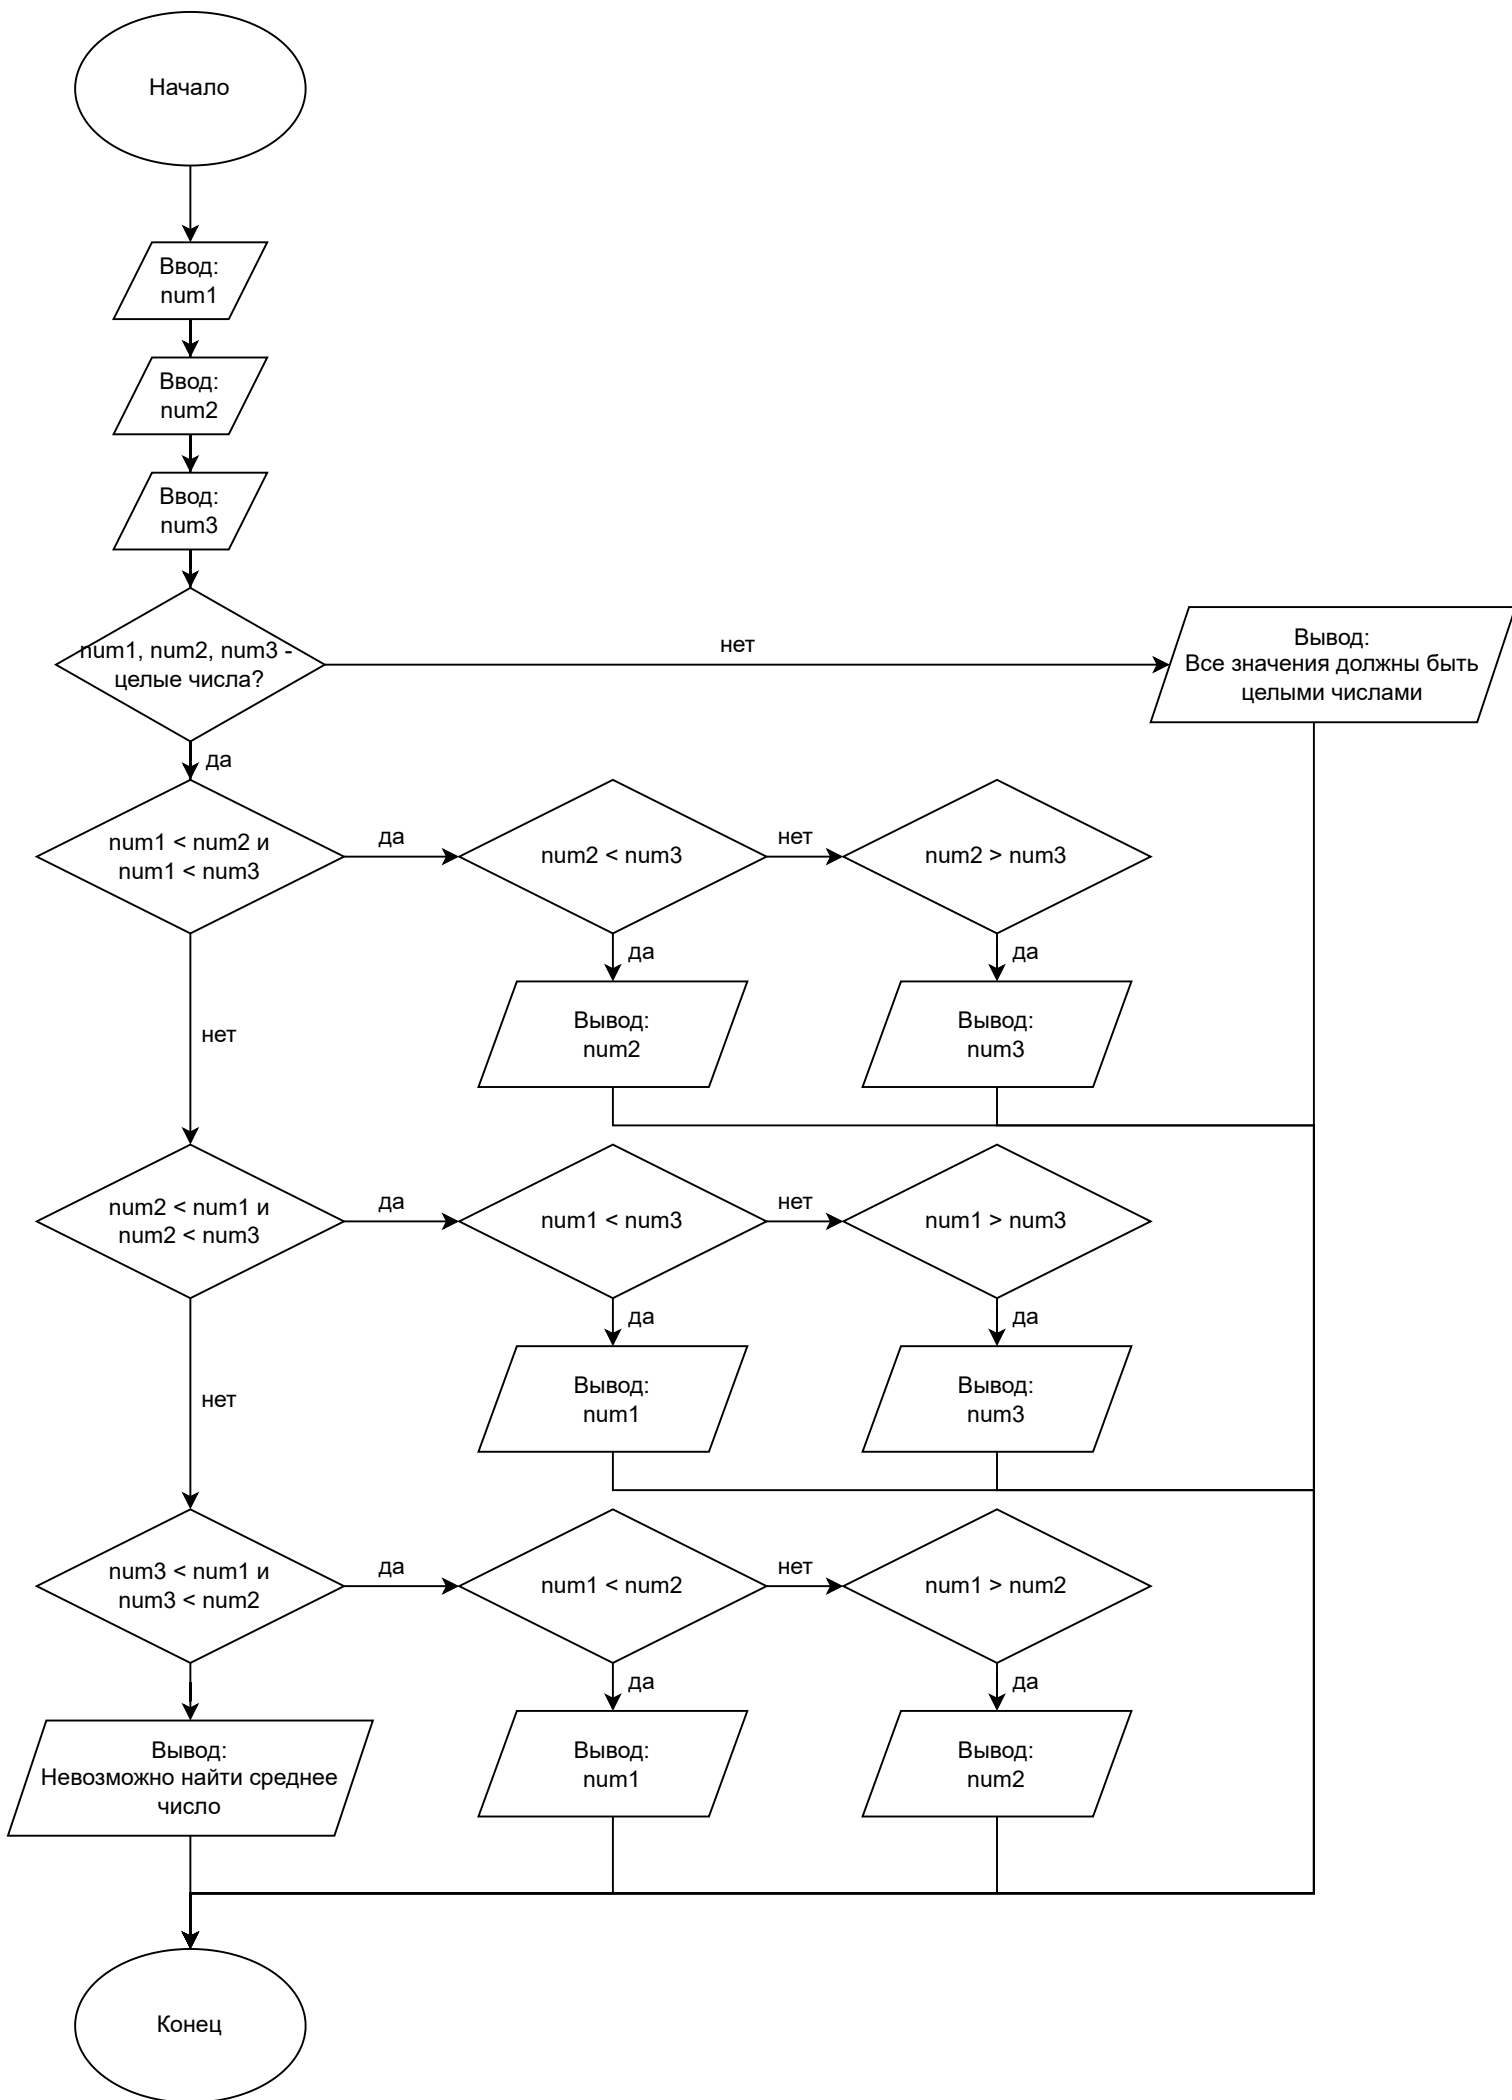 Начало
Ввод:
num1
Ввод:
num2
Ввод:
num3
num1, num2, num3 -
целые числа?
нет
Вывод:
Все значения должны быть
целыми числами
да
num1 < num2 и
num1 < num3
да
num2 < num3
нет
num2 > num3
да
да
Вывод:
num2
Вывод:
num3
нет
num2 < num1 и
num2 < num3
да
num1 < num3
нет
num1 > num3
да
да
Вывод:
num1
Вывод:
num3
нет
num3 < num1 и
num3 < num2
да
num1 < num2
нет
num1 > num2
да
да
Вывод:
Невозможно найти среднее
число
Вывод:
num1
Вывод:
num2
Конец